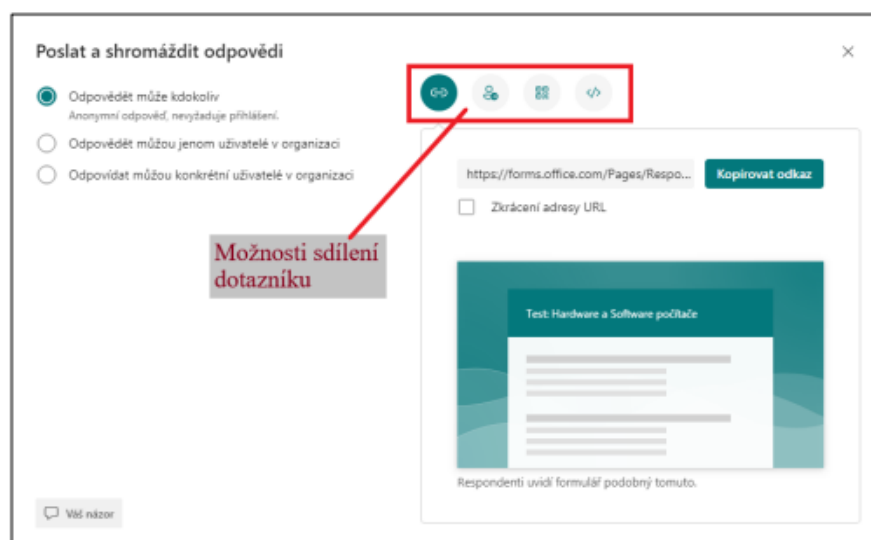 Poslat a shromáždit odpovědi
Odpovědět může kdokoliv
Anonymní odpověď, nevyžaduje přihlášení.
Odpovědět můžou jenom uživatelé v organizaci
Odpovídat můžou konkrétní uživatelé v organizaci
Možnosti sdílení
dotazníku
https://forms.office.com/Pages/Respo...
Kopírovat odkaz
Zkrácení adresy URL
Test: Hardware a Software počítače
Respondenti uvidí formulář podobný tomuto.
Váš názor